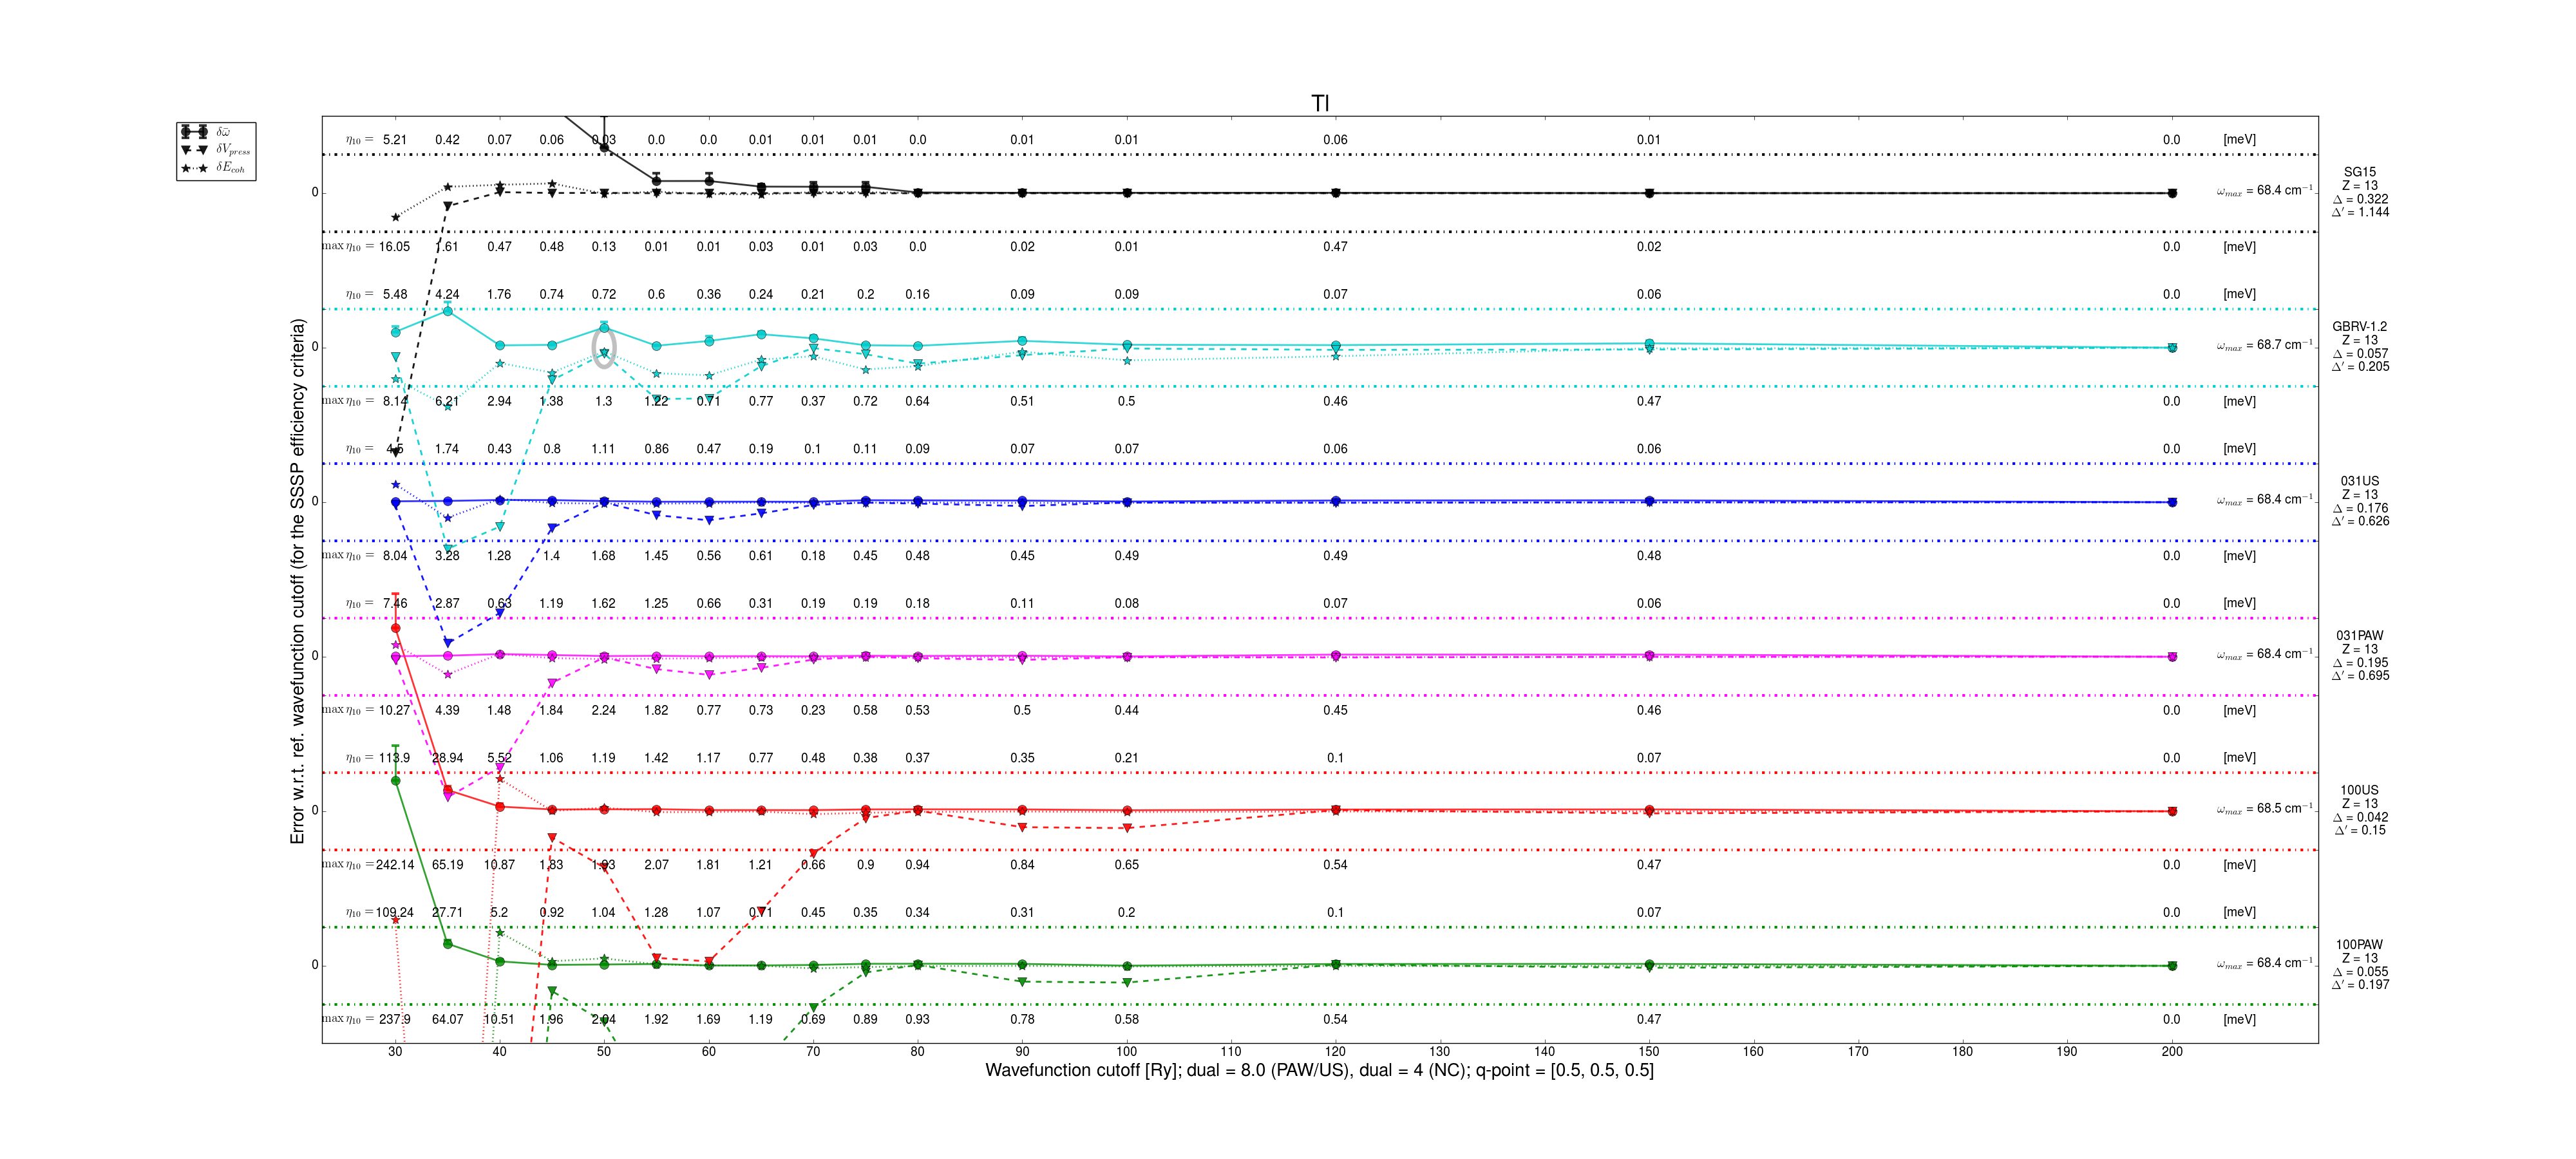 Tl
δω̄
δV_press
δE_coh
Error w.r.t. ref. wavefunction cutoff (for the SSSP efficiency criteria)
η₁₀ = 5.21 0.42 0.07 0.06 0.03 0.0 0.0 0.01 0.01 0.01 0.0 0.01 0.01 0.06 0.01 0.0 [meV]
0
ω_max = 68.4 cm⁻¹
SG15
Z = 13
Δ = 0.322
Δ′ = 1.144
max η₁₀ = 16.05 1.61 0.47 0.48 0.13 0.01 0.01 0.03 0.01 0.03 0.0 0.02 0.01 0.47 0.02 0.0 [meV]
η₁₀ = 5.48 4.24 1.76 0.74 0.72 0.6 0.36 0.24 0.21 0.2 0.16 0.09 0.09 0.07 0.06 0.0 [meV]
0
ω_max = 68.7 cm⁻¹
GBRV-1.2
Z = 13
Δ = 0.057
Δ′ = 0.205
max η₁₀ = 8.14 6.21 2.94 1.38 1.3 1.22 0.71 0.77 0.37 0.72 0.64 0.51 0.5 0.46 0.47 0.0 [meV]
η₁₀ = 4.5 1.74 0.43 0.8 1.11 0.86 0.47 0.19 0.1 0.11 0.09 0.07 0.07 0.06 0.06 0.0 [meV]
0
ω_max = 68.4 cm⁻¹
031US
Z = 13
Δ = 0.176
Δ′ = 0.626
max η₁₀ = 8.04 3.28 1.28 1.4 1.68 1.45 0.56 0.61 0.18 0.45 0.48 0.45 0.49 0.49 0.48 0.0 [meV]
η₁₀ = 7.46 2.87 0.63 1.19 1.62 1.25 0.66 0.31 0.19 0.19 0.18 0.11 0.08 0.07 0.06 0.0 [meV]
0
ω_max = 68.4 cm⁻¹
031PAW
Z = 13
Δ = 0.195
Δ′ = 0.695
max η₁₀ = 10.27 4.39 1.48 1.84 2.24 1.82 0.77 0.73 0.23 0.58 0.53 0.5 0.44 0.45 0.46 0.0 [meV]
η₁₀ = 113.9 28.94 5.52 1.06 1.19 1.42 1.17 0.77 0.48 0.38 0.37 0.35 0.21 0.1 0.07 0.0 [meV]
0
ω_max = 68.5 cm⁻¹
100US
Z = 13
Δ = 0.042
Δ′ = 0.15
max η₁₀ = 242.14 65.19 10.87 1.83 1.93 2.07 1.81 1.21 0.66 0.9 0.94 0.84 0.65 0.54 0.47 0.0 [meV]
η₁₀ = 109.24 27.71 5.2 0.92 1.04 1.28 1.07 0.71 0.45 0.35 0.34 0.31 0.2 0.1 0.07 0.0 [meV]
0
ω_max = 68.4 cm⁻¹
100PAW
Z = 13
Δ = 0.055
Δ′ = 0.197
max η₁₀ = 237.9 64.07 10.51 1.96 2.04 1.92 1.69 1.19 0.69 0.89 0.93 0.78 0.58 0.54 0.47 0.0 [meV]
30 40 50 60 70 80 90 100 110 120 130 140 150 160 170 180 190 200
Wavefunction cutoff [Ry]; dual = 8.0 (PAW/US), dual = 4 (NC); q-point = [0.5, 0.5, 0.5]